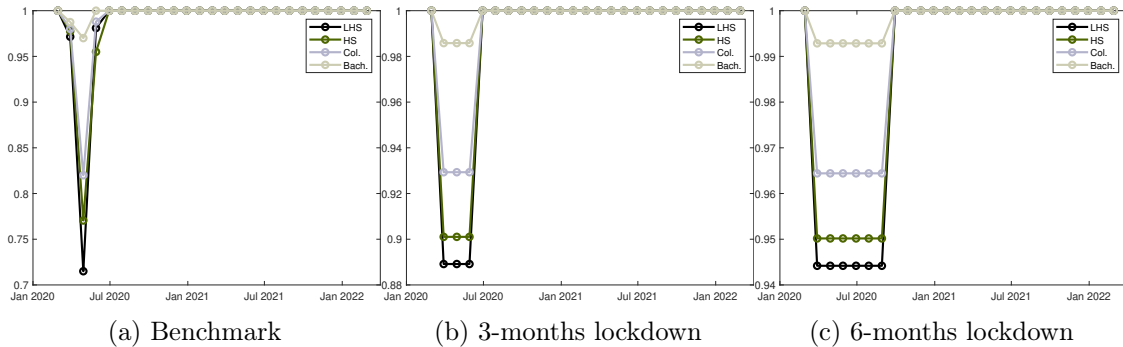 1
0.95
0.9
0.85
0.8
0.75
0.7
Jan 2020
Jul 2020
Jan 2021
Jul 2021
Jan 2022
LHS
HS
Col.
Bach.
(a) Benchmark
1
0.98
0.96
0.94
0.92
0.9
0.88
Jan 2020
Jul 2020
Jan 2021
Jul 2021
Jan 2022
LHS
HS
Col.
Bach.
(b) 3-months lockdown
1
0.99
0.98
0.97
0.96
0.95
0.94
Jan 2020
Jul 2020
Jan 2021
Jul 2021
Jan 2022
LHS
HS
Col.
Bach.
(c) 6-months lockdown